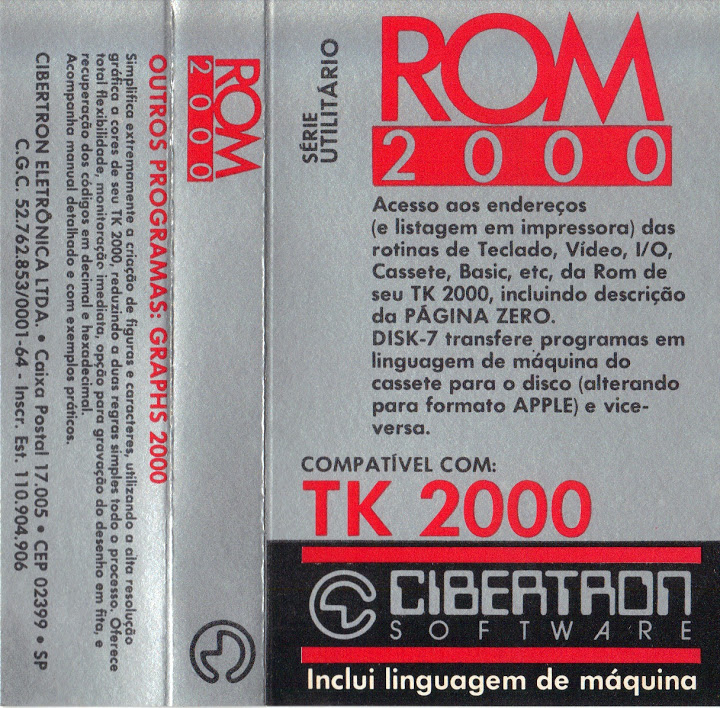 SÉRIE
UTILITÁRIO
ROM
2000
Acesso aos endereços
(e listagem em impressora) das
rotinas de Teclado, Vídeo, I/O,
Cassete, Basic, etc, da Rom de
seu TK 2000, incluindo descrição
da PÁGINA ZERO.
DISK-7 transfere programas em
linguagem de máquina do
cassete para o disco (alterando
para formato APPLE) e vice-
versa.
COMPATÍVEL COM:
TK 2000
CIBERTRON
SOFTWARE
Inclui linguagem de máquina
ROM
2000
OUTROS PROGRAMAS: GRAPHS 2000
Simplifica extremamente a criação de figuras e caracteres, utilizando a alta resolução
gráfica a cores de seu TK 2000, reduzindo a duas regras simples todo o processo. Oferece
total flexibilidade, monitoração imediata, opção para gravação do desenho em fita, e
recuperação dos códigos em decimal e hexadecimal.
Acompanha manual detalhado e com exemplos práticos.
CIBERTRON ELETRÔNICA LTDA. • Caixa Postal 17.005 • CEP 02399 • SP
C.G.C. 52.762.853/0001-64 - Inscr. Est. 110.904.906